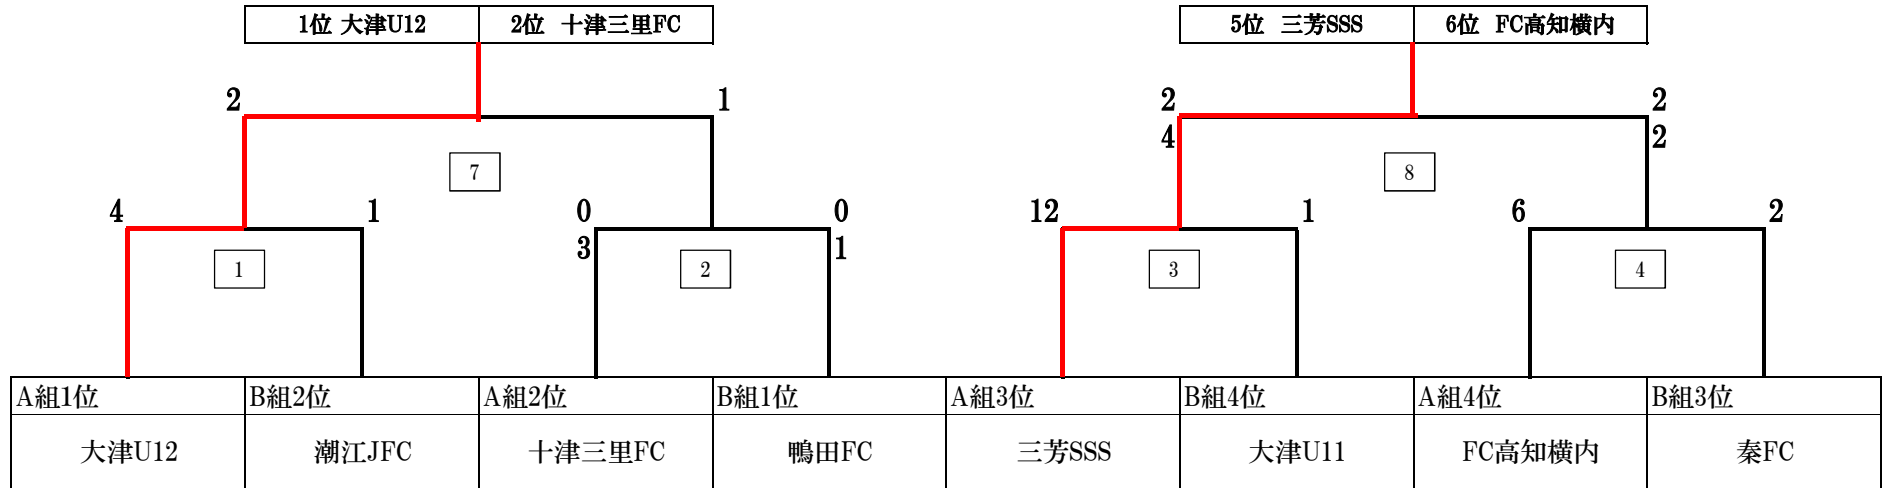 1位 大津U12 2位 十津三里FC 5位 三芳SSS 6位 FC高知横内
2 1 2 2
4 2
7 8
4 1 0 0 12 1 6 2
3 1
1 2 3 4
A組1位 B組2位 A組2位 B組1位 A組3位 B組4位 A組4位 B組3位
大津U12 潮江JFC 十津三里FC 鴨田FC 三芳SSS 大津U11 FC高知横内 秦FC